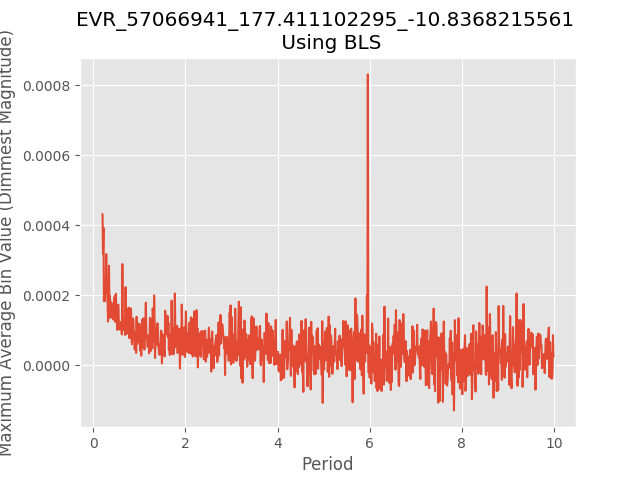 EVR_57066941_177.411102295_-10.8368215561
Using BLS
Maximum Average Bin Value (Dimmest Magnitude)
0.0008
0.0006
0.0004
0.0002
0.0000
0
2
4
6
8
10
Period